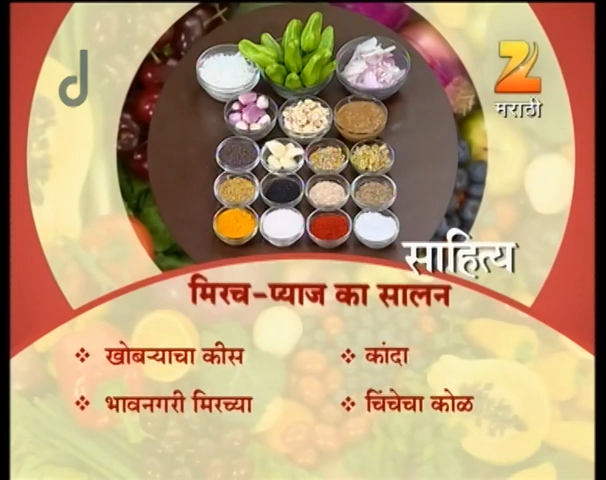 d
मराठी
साहित्य
मिरच-प्याज का सालन
❖ खोबऱ्याचा कीस
❖ कांदा
❖ भावनगरी मिरच्या
❖ चिंचेचा कोळ